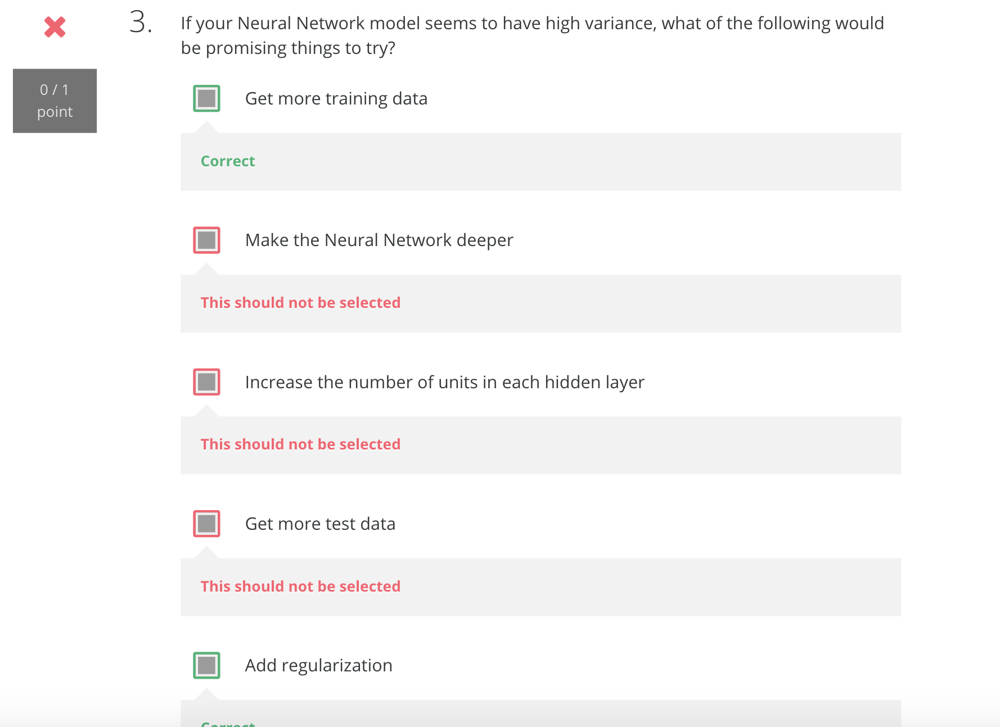 3.
If your Neural Network model seems to have high variance, what of the following would
be promising things to try?
0 / 1
point
Get more training data
Correct
Make the Neural Network deeper
This should not be selected
Increase the number of units in each hidden layer
This should not be selected
Get more test data
This should not be selected
Add regularization
Correct